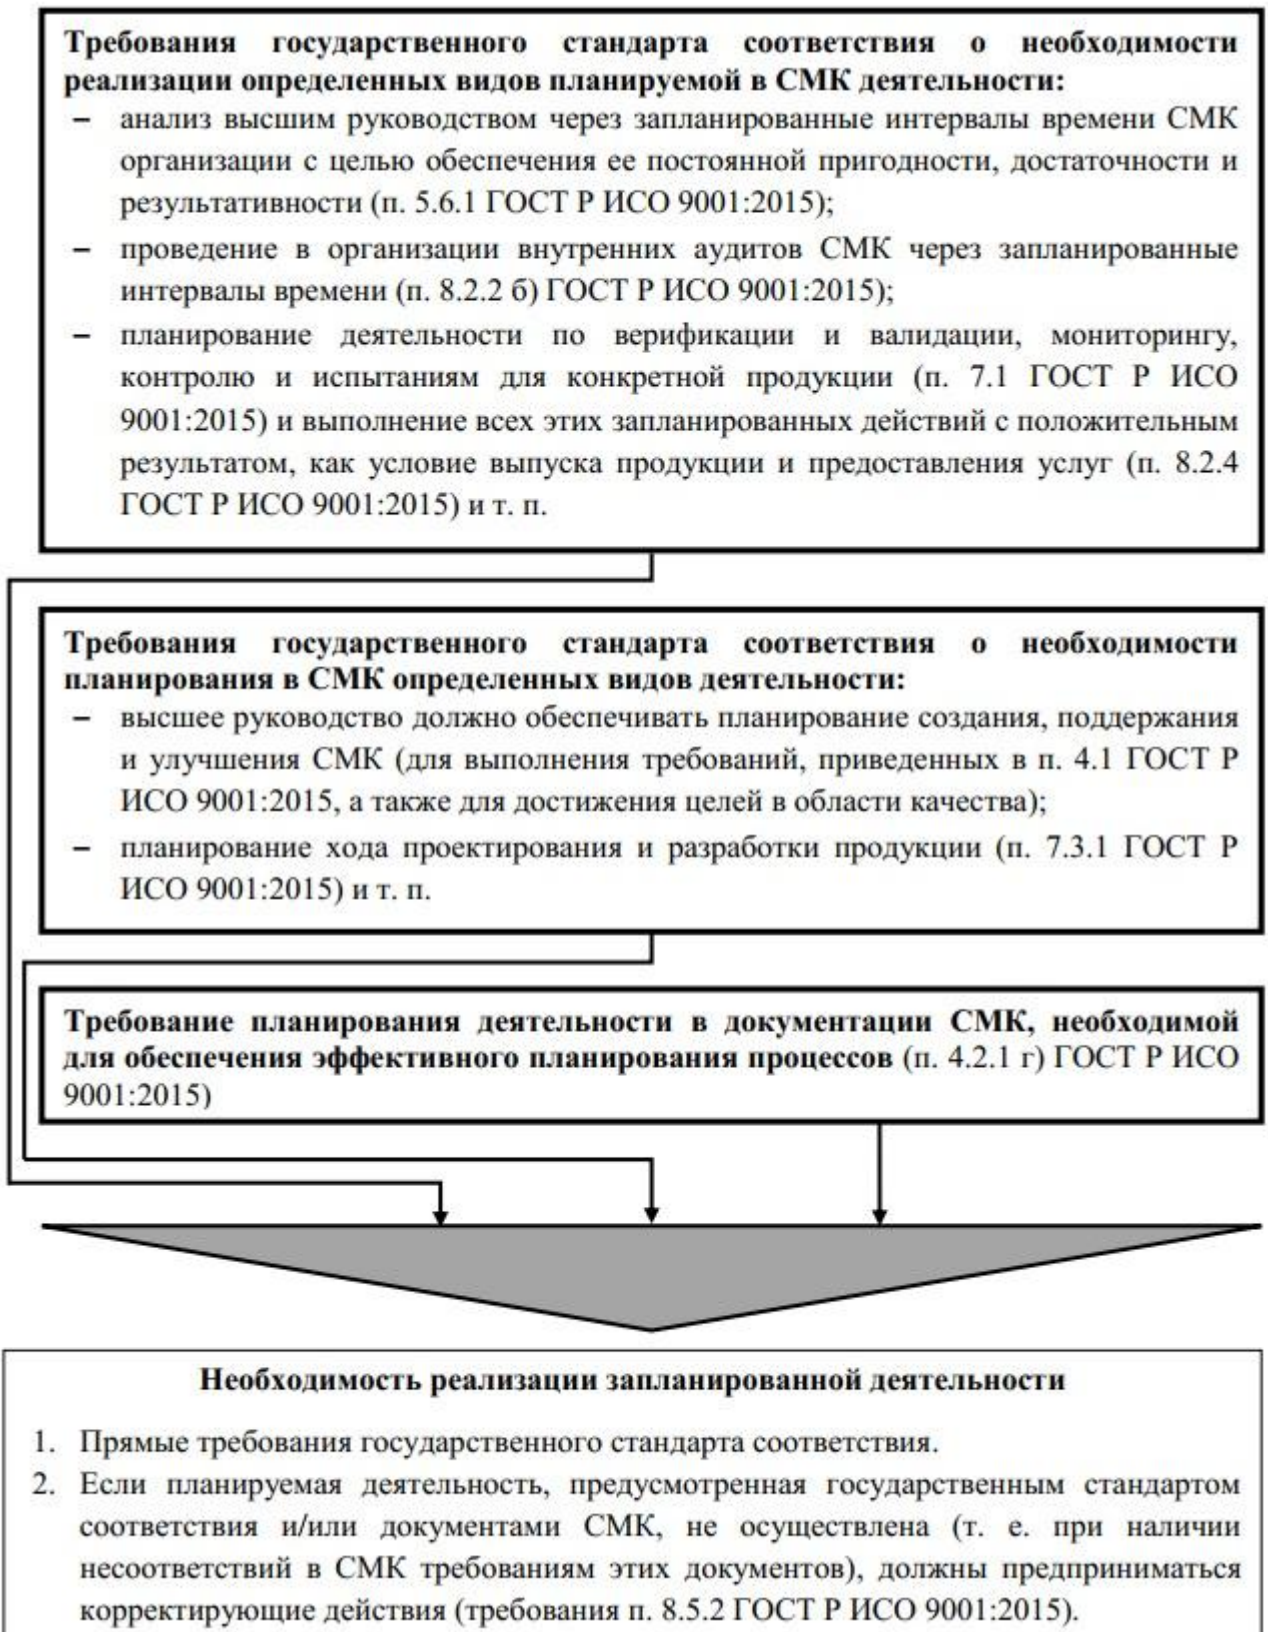 Требования государственного стандарта соответствия о необходимости
реализации определенных видов планируемой в СМК деятельности:
– анализ высшим руководством через запланированные интервалы времени СМК
организации с целью обеспечения ее постоянной пригодности, достаточности и
результативности (п. 5.6.1 ГОСТ Р ИСО 9001:2015);
– проведение в организации внутренних аудитов СМК через запланированные
интервалы времени (п. 8.2.2 б) ГОСТ Р ИСО 9001:2015);
– планирование деятельности по верификации и валидации, мониторингу,
контролю и испытаниям для конкретной продукции (п. 7.1 ГОСТ Р ИСО
9001:2015) и выполнение всех этих запланированных действий с положительным
результатом, как условие выпуска продукции и предоставления услуг (п. 8.2.4
ГОСТ Р ИСО 9001:2015) и т. п.
Требования государственного стандарта соответствия о необходимости
планирования в СМК определенных видов деятельности:
– высшее руководство должно обеспечивать планирование создания, поддержания
и улучшения СМК (для выполнения требований, приведенных в п. 4.1 ГОСТ Р
ИСО 9001:2015, а также для достижения целей в области качества);
– планирование хода проектирования и разработки продукции (п. 7.3.1 ГОСТ Р
ИСО 9001:2015) и т. п.
Требование планирования деятельности в документации СМК, необходимой
для обеспечения эффективного планирования процессов (п. 4.2.1 г) ГОСТ Р ИСО
9001:2015)
Необходимость реализации запланированной деятельности
1. Прямые требования государственного стандарта соответствия.
2. Если планируемая деятельность, предусмотренная государственным стандартом
соответствия и/или документами СМК, не осуществлена (т. е. при наличии
несоответствий в СМК требованиям этих документов), должны предприниматься
корректирующие действия (требования п. 8.5.2 ГОСТ Р ИСО 9001:2015).